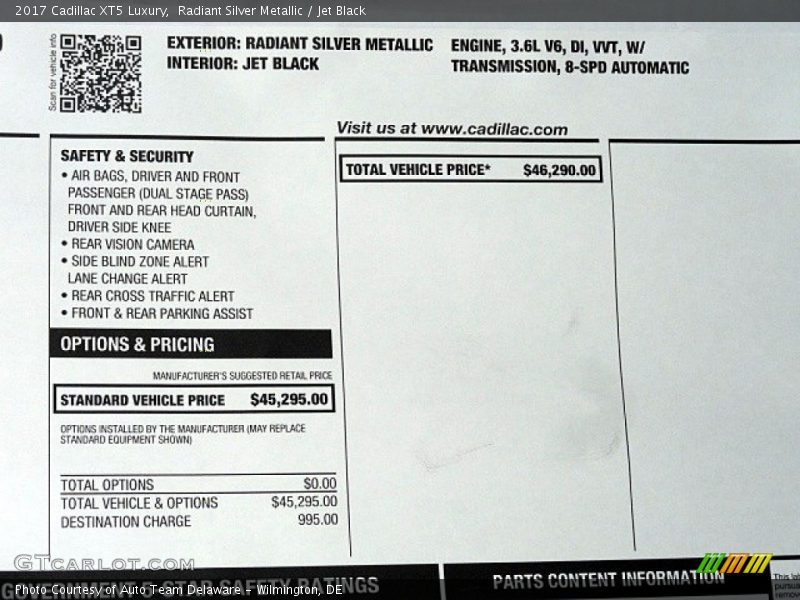 2017 Cadillac XT5 Luxury, Radiant Silver Metallic / Jet Black
Scan for vehicle info
EXTERIOR: RADIANT SILVER METALLIC
INTERIOR: JET BLACK
ENGINE, 3.6L V6, DI, VVT, W/
TRANSMISSION, 8-SPD AUTOMATIC
Visit us at www.cadillac.com
SAFETY & SECURITY
• AIR BAGS, DRIVER AND FRONT
PASSENGER (DUAL STAGE PASS)
FRONT AND REAR HEAD CURTAIN,
DRIVER SIDE KNEE
• REAR VISION CAMERA
• SIDE BLIND ZONE ALERT
LANE CHANGE ALERT
• REAR CROSS TRAFFIC ALERT
• FRONT & REAR PARKING ASSIST
OPTIONS & PRICING
MANUFACTURER'S SUGGESTED RETAIL PRICE
STANDARD VEHICLE PRICE $45,295.00
OPTIONS INSTALLED BY THE MANUFACTURER (MAY REPLACE
STANDARD EQUIPMENT SHOWN)
TOTAL OPTIONS $0.00
TOTAL VEHICLE & OPTIONS $45,295.00
DESTINATION CHARGE 995.00
TOTAL VEHICLE PRICE* $46,290.00
GTCARLOT.COM
GOVERNMENT 5-STAR SAFETY RATINGS
PARTS CONTENT INFORMATION
Photo Courtesy of Auto Team Delaware – Wilmington, DE